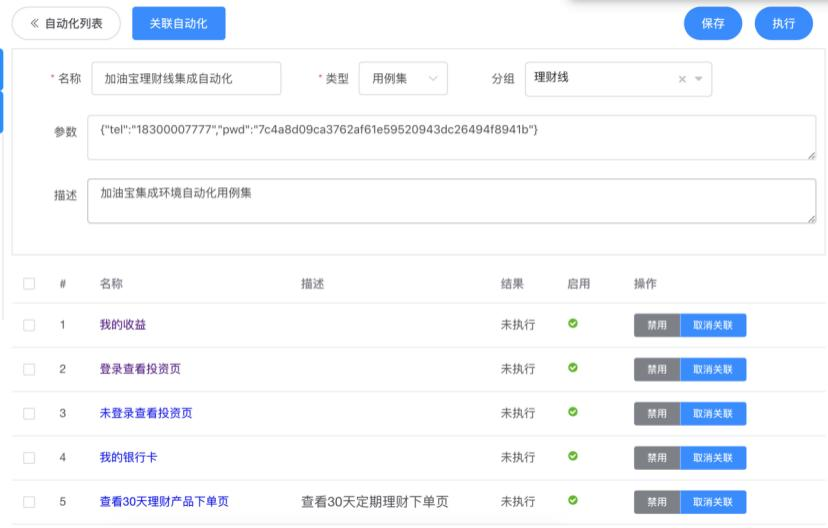 « 自动化列表 关联自动化 保存 执行
* 名称 加油宝理财线集成自动化 * 类型 用例集 分组 理财线
参数 {"tel":"18300007777","pwd":"7c4a8d09ca3762af61e59520943dc26494f8941b"}
描述 加油宝集成环境自动化用例集
# 名称 描述 结果 启用 操作
1 我的收益 未执行 禁用 取消关联
2 登录查看投资页 未执行 禁用 取消关联
3 未登录查看投资页 未执行 禁用 取消关联
4 我的银行卡 未执行 禁用 取消关联
5 查看30天理财产品下单页 查看30天定期理财下单页 未执行 禁用 取消关联